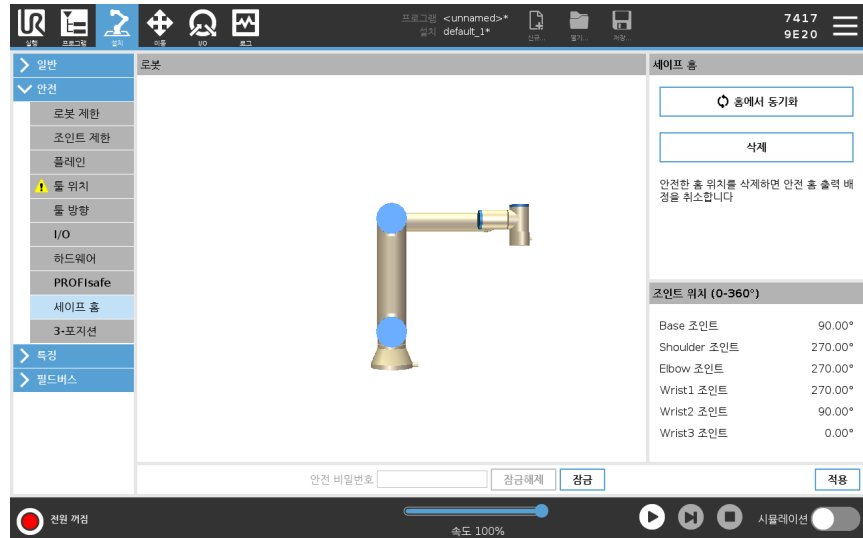 UR
실행
프로그램
설치
이동
I/O
로그
프로그램 <unnamed>*
설치 default_1*
신규...
열기...
저장...
7417
9E20
일반
안전
로봇 제한
조인트 제한
플레인
툴 위치
툴 방향
I/O
하드웨어
PROFIsafe
세이프 홈
3-포지션
특징
필드버스
로봇
세이프 홈
홈에서 동기화
삭제
안전한 홈 위치를 삭제하면 안전 홈 출력 배
정을 취소합니다
조인트 위치 (0-360°)
Base 조인트 90.00°
Shoulder 조인트 270.00°
Elbow 조인트 270.00°
Wrist1 조인트 270.00°
Wrist2 조인트 90.00°
Wrist3 조인트 0.00°
안전 비밀번호 잠금해제 잠금 적용
전원 꺼짐
속도 100%
시뮬레이션